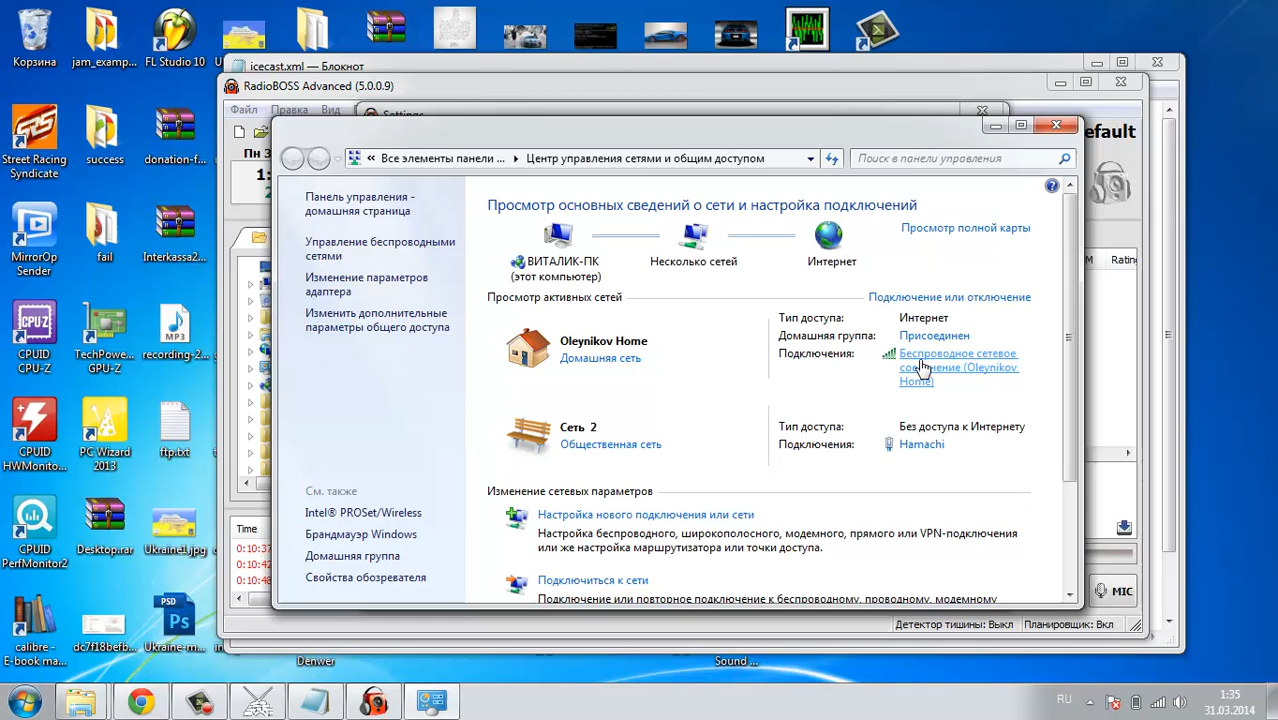 Корзина
jam_examp...
FL Studio 10
icecast.xml — Блокнот
RadioBOSS Advanced (5.0.0.9)
Файл Правка Вид
Settings
efault
Street Racing
Syndicate
success
donation-f...
Все элементы панели ...
Центр управления сетями и общим доступом
Поиск в панели управления
Панель управления -
домашняя страница
Управление беспроводными
сетями
Изменение параметров
адаптера
Изменить дополнительные
параметры общего доступа
Просмотр основных сведений о сети и настройка подключений
Просмотр полной карты
ВИТАЛИК-ПК
(этот компьютер)
Несколько сетей
Интернет
Просмотр активных сетей
Подключение или отключение
Oleynikov Home
Домашняя сеть
Тип доступа: Интернет
Домашняя группа: Присоединен
Подключения: Беспроводное сетевое
соединение (Oleynikov
Home)
Сеть 2
Общественная сеть
Тип доступа: Без доступа к Интернету
Подключения: Hamachi
Изменение сетевых параметров
Настройка нового подключения или сети
Настройка беспроводного, широкополосного, модемного, прямого или VPN-подключения
или же настройка маршрутизатора или точки доступа.
Подключиться к сети
Подключение или повторное подключение к беспроводному, проводному, модемному
См. также
Intel® PROSet/Wireless
Брандмауэр Windows
Домашняя группа
Свойства обозревателя
MirrorOp
Sender
fail
Interkassa2...
CPUID
CPU-Z
TechPowe...
GPU-Z
recording-2...
CPUID
HWMonito...
PC Wizard
2013
ftp.txt
CPUID
PerfMonitor2
Desktop.rar
Ukraine1.jpg
calibre -
E-book ma...
dc7f18befb...
Ukraine-m...
Time
0:10:37
0:10:42
0:10:48
M Rating
MIC
Детектор тишины: Выкл
Планировщик: Вкл
Denwer
Sound ...
RU
1:35
31.03.2014